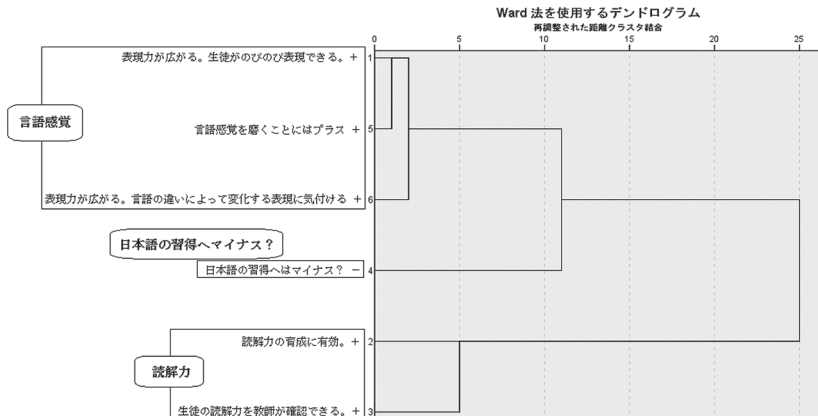 Ward 法を使用するデンドログラム
再調整された距離クラスタ結合
0 5 10 15 20 25
表現力が広がる。生徒がのびのび表現できる。＋ 1
言語感覚
言語感覚を磨くことにはプラス ＋ 5
表現力が広がる。言語の違いによって変化する表現に気付ける ＋ 6
日本語の習得へマイナス？
日本語の習得へはマイナス？ − 4
読解力の育成に有効。＋ 2
読解力
生徒の読解力を教師が確認できる。＋ 3